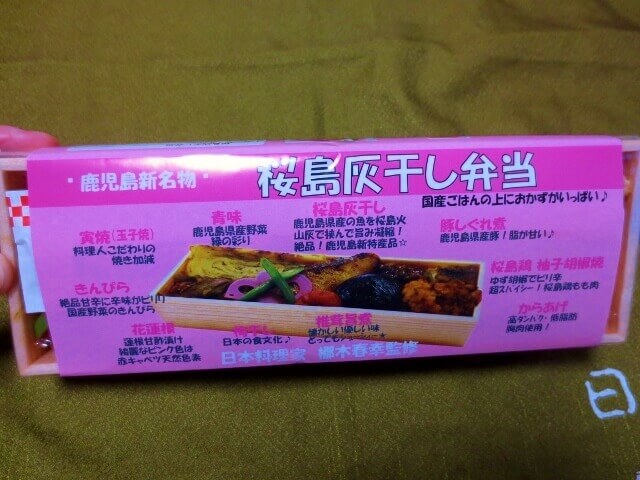 ・鹿児島新名物・
桜島灰干し弁当
国産ごはんの上におかずがいっぱい♪
寅焼(玉子焼)
料理人こだわりの
焼き加減
青味
鹿児島県産野菜
緑の彩り
桜島灰干し
鹿児島県産の魚を桜島火
山灰で挟んで旨み凝縮!
絶品!鹿児島新特産品☆
豚しぐれ煮
鹿児島県産豚!脂が甘い♪
きんぴら
絶品甘辛に辛味がピリリ
国産野菜のきんぴら
桜島鶏 柚子胡椒焼
ゆず胡椒でピリ辛
超スパイシー!桜島鶏もも肉
花蓮根
蓮根甘酢漬け
綺麗なピンク色は
赤キャベツ天然色素
梅干し
日本の食文化♪
椎茸旨煮
懐かしい優しい味
とってもジューシー
からあげ
高タンパク・低脂肪
胸肉使用!
日本料理家 郷木春幸監修
日